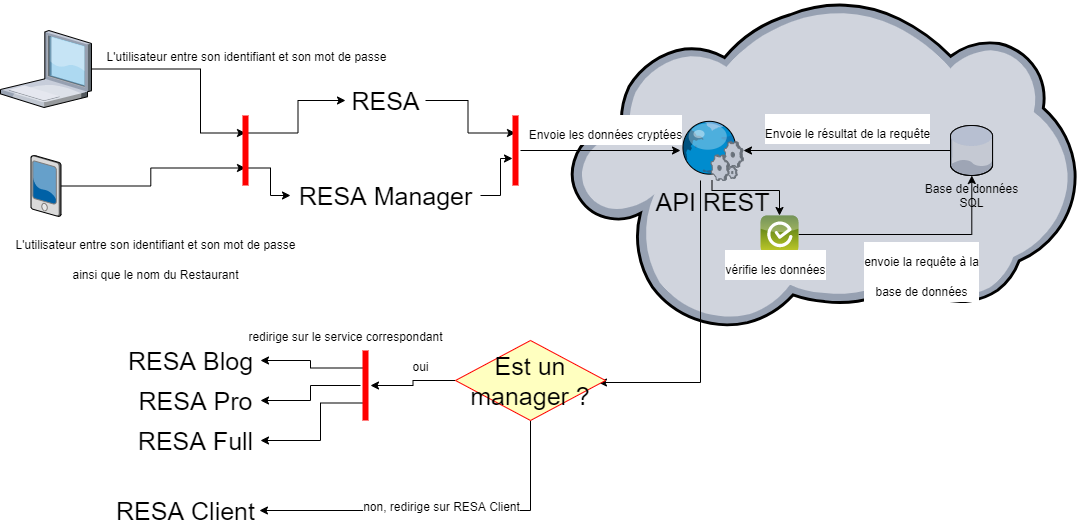 L'utilisateur entre son identifiant et son mot de passe
RESA
Envoie les données cryptées
Envoie le résultat de la requête
RESA Manager
API REST
Base de données
SQL
L'utilisateur entre son identifiant et son mot de passe
ainsi que le nom du Restaurant
vérifie les données
envoie la requête à la
base de données
redirige sur le service correspondant
RESA Blog
oui
Est un
manager ?
RESA Pro
RESA Full
non, redirige sur RESA Client
RESA Client